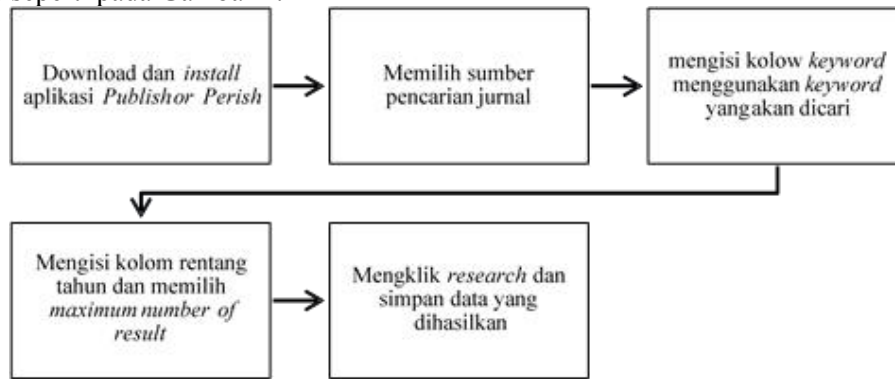 Download dan install
aplikasi Publishor Perish
Memilih sumber
pencarian jurnal
mengisi kolow keyword
menggunakan keyword
yangakan dicari
Mengisi kolom rentang
tahun dan memilih
maximum number of
result
Mengklik research dan
simpan data yang
dihasilkan